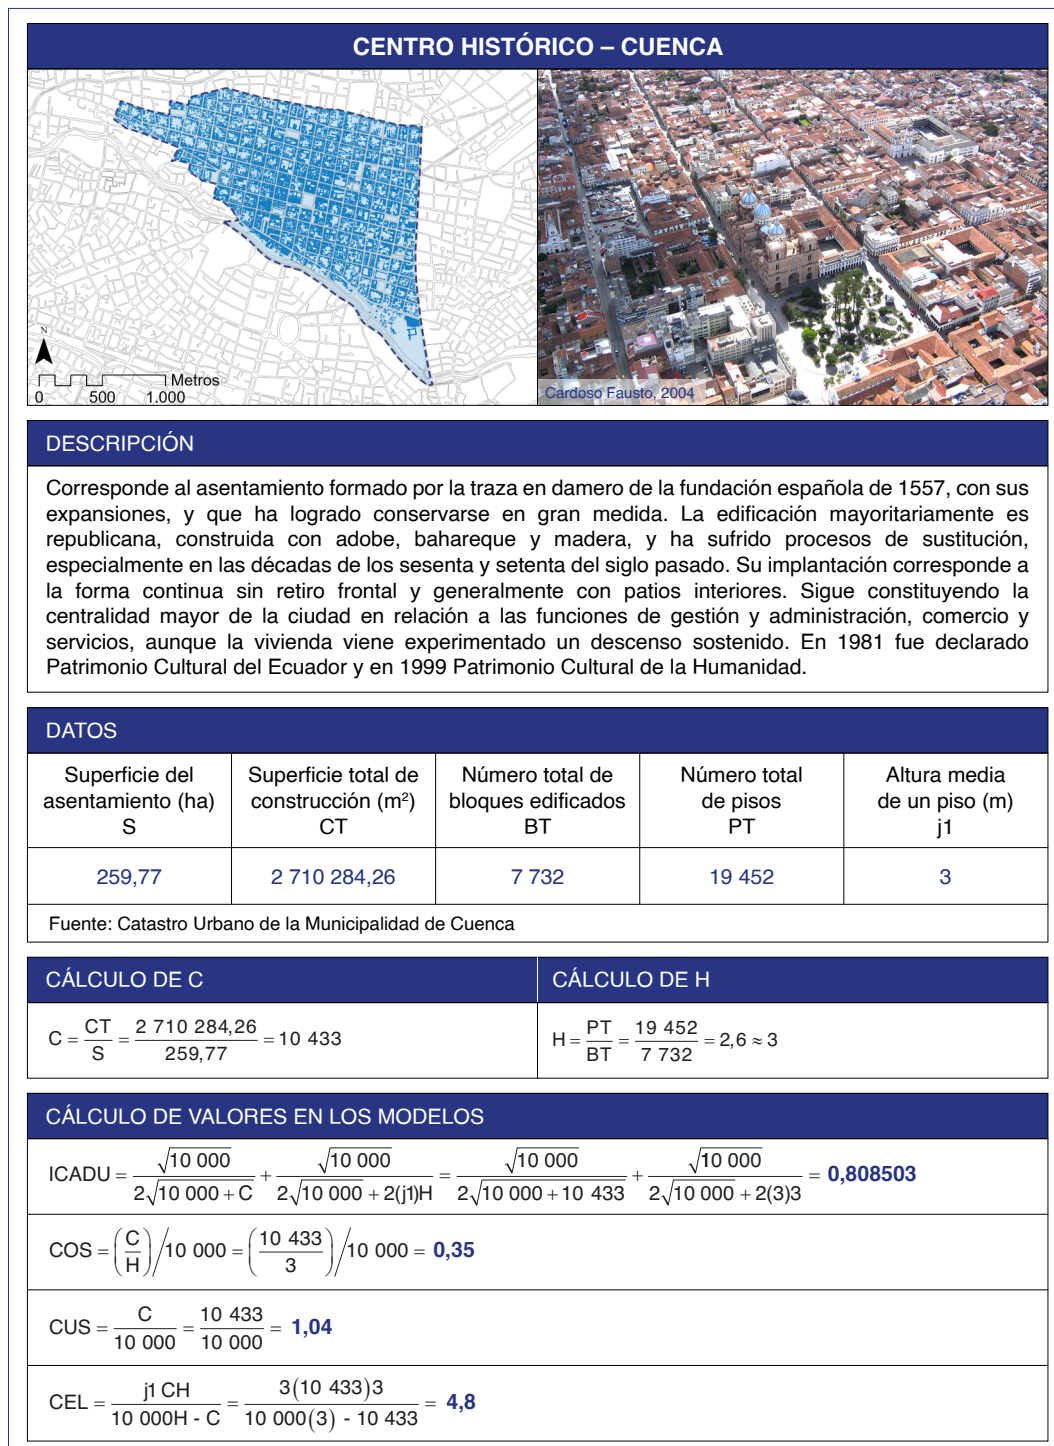 CENTRO HISTÓRICO – CUENCA
N
Metros
0 500 1.000
Cardoso Fausto, 2004
DESCRIPCIÓN
Corresponde al asentamiento formado por la traza en damero de la fundación española de 1557, con sus
expansiones, y que ha logrado conservarse en gran medida. La edificación mayoritariamente es
republicana, construida con adobe, bahareque y madera, y ha sufrido procesos de sustitución,
especialmente en las décadas de los sesenta y setenta del siglo pasado. Su implantación corresponde a
la forma continua sin retiro frontal y generalmente con patios interiores. Sigue constituyendo la
centralidad mayor de la ciudad en relación a las funciones de gestión y administración, comercio y
servicios, aunque la vivienda viene experimentado un descenso sostenido. En 1981 fue declarado
Patrimonio Cultural del Ecuador y en 1999 Patrimonio Cultural de la Humanidad.
DATOS
Superficie del asentamiento (ha) S
Superficie total de construcción (m²) CT
Número total de bloques edificados BT
Número total de pisos PT
Altura media de un piso (m) j1
259,77 2 710 284,26 7 732 19 452 3
Fuente: Catastro Urbano de la Municipalidad de Cuenca
CÁLCULO DE C
C = CT/S = 2 710 284,26/259,77 = 10 433
CÁLCULO DE H
H = PT/BT = 19 452/7 732 = 2,6 ≈ 3
CÁLCULO DE VALORES EN LOS MODELOS
ICADU = √10 000/(2√10 000 + C) + √10 000/(2√10 000 + 2(j1)H) = √10 000/(2√10 000 + 10 433) + √10 000/(2√10 000 + 2(3)3) = 0,808503
COS = (C/H)/10 000 = (10 433/3)/10 000 = 0,35
CUS = C/10 000 = 10 433/10 000 = 1,04
CEL = j1 CH/(10 000H - C) = 3(10 433)3/(10 000(3) - 10 433) = 4,8